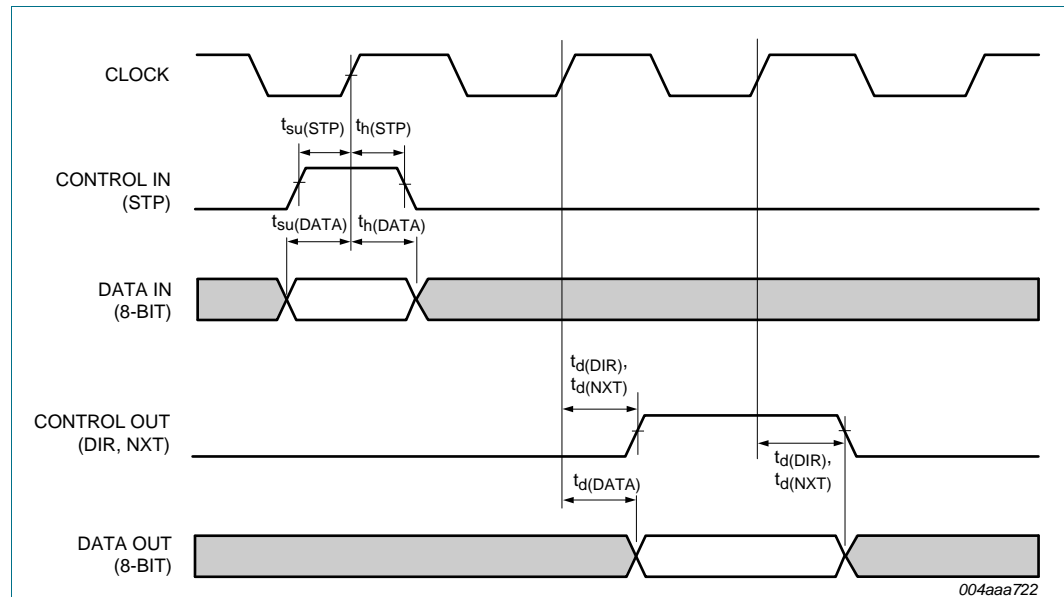 CLOCK
tsu(STP) th(STP)
CONTROL IN
(STP)
tsu(DATA) th(DATA)
DATA IN
(8-BIT)
td(DIR),
td(NXT)
CONTROL OUT
(DIR, NXT)
td(DIR),
td(NXT)
td(DATA)
DATA OUT
(8-BIT)
004aaa722